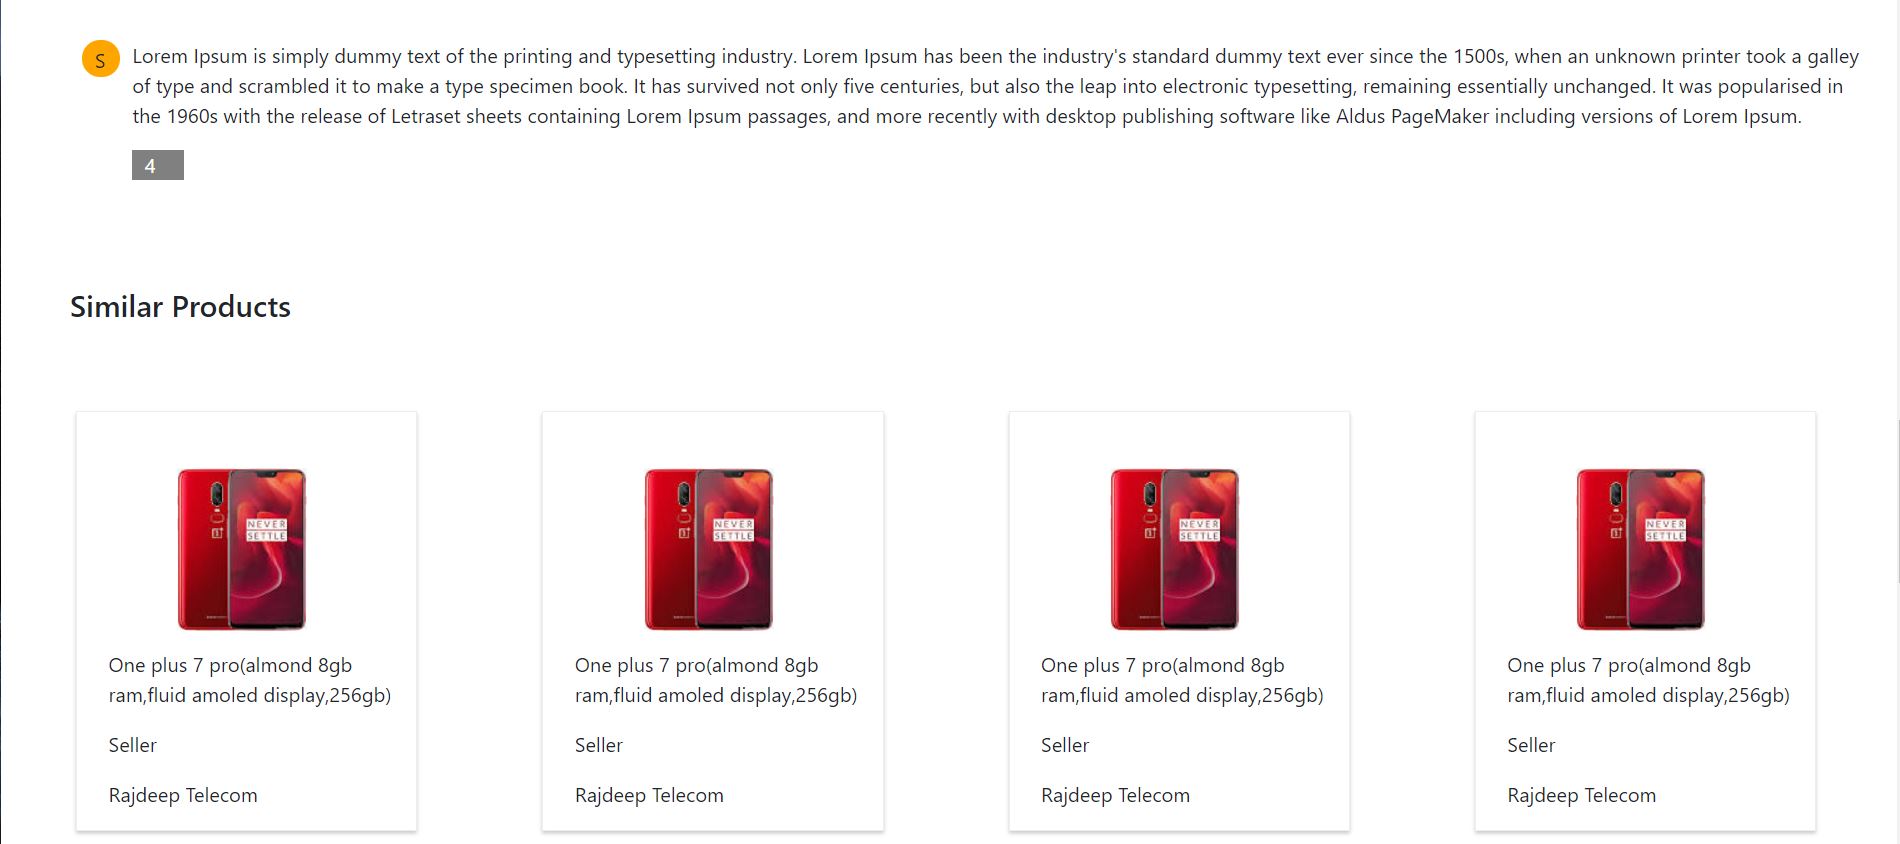 S
Lorem Ipsum is simply dummy text of the printing and typesetting industry. Lorem Ipsum has been the industry's standard dummy text ever since the 1500s, when an unknown printer took a galley
of type and scrambled it to make a type specimen book. It has survived not only five centuries, but also the leap into electronic typesetting, remaining essentially unchanged. It was popularised in
the 1960s with the release of Letraset sheets containing Lorem Ipsum passages, and more recently with desktop publishing software like Aldus PageMaker including versions of Lorem Ipsum.
4
Similar Products
NEVER
SETTLE
One plus 7 pro(almond 8gb
ram,fluid amoled display,256gb)
Seller
Rajdeep Telecom
NEVER
SETTLE
One plus 7 pro(almond 8gb
ram,fluid amoled display,256gb)
Seller
Rajdeep Telecom
NEVER
SETTLE
One plus 7 pro(almond 8gb
ram,fluid amoled display,256gb)
Seller
Rajdeep Telecom
NEVER
SETTLE
One plus 7 pro(almond 8gb
ram,fluid amoled display,256gb)
Seller
Rajdeep Telecom